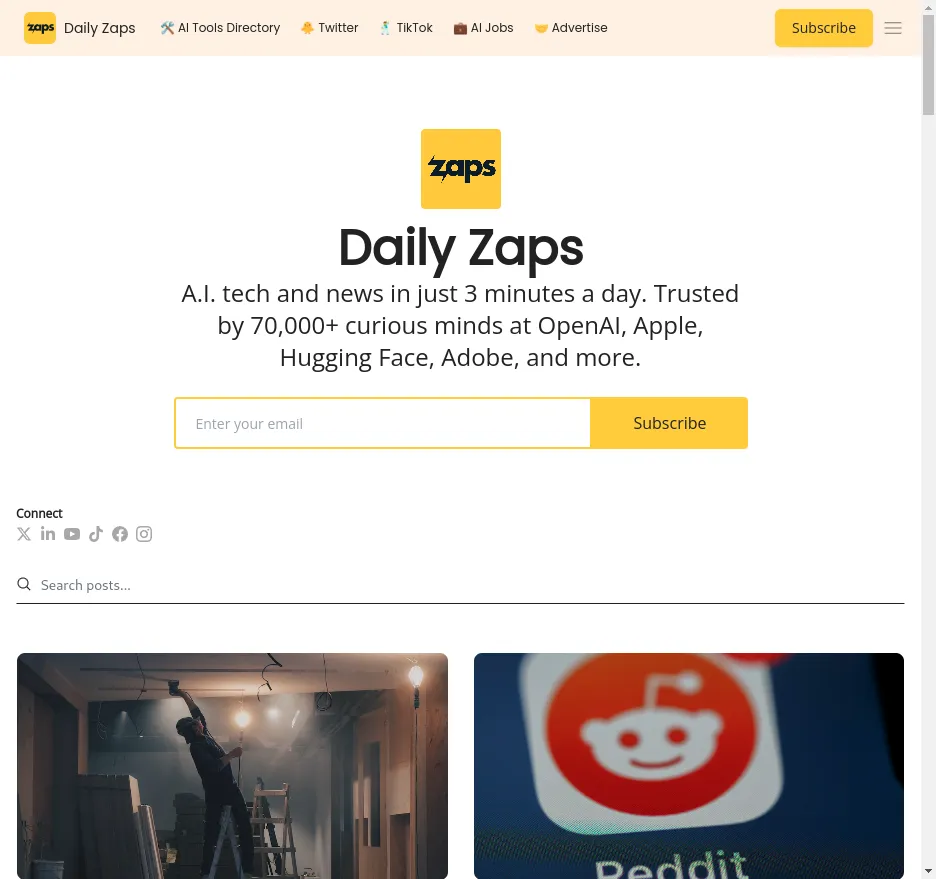 zaps
Daily Zaps
🛠️ AI Tools Directory
🐥 Twitter
🕺 TikTok
💼 AI Jobs
🤝 Advertise
Subscribe
zaps
Daily Zaps
A.I. tech and news in just 3 minutes a day. Trusted
by 70,000+ curious minds at OpenAI, Apple,
Hugging Face, Adobe, and more.
Enter your email
Subscribe
Connect
Search posts...
Reddit